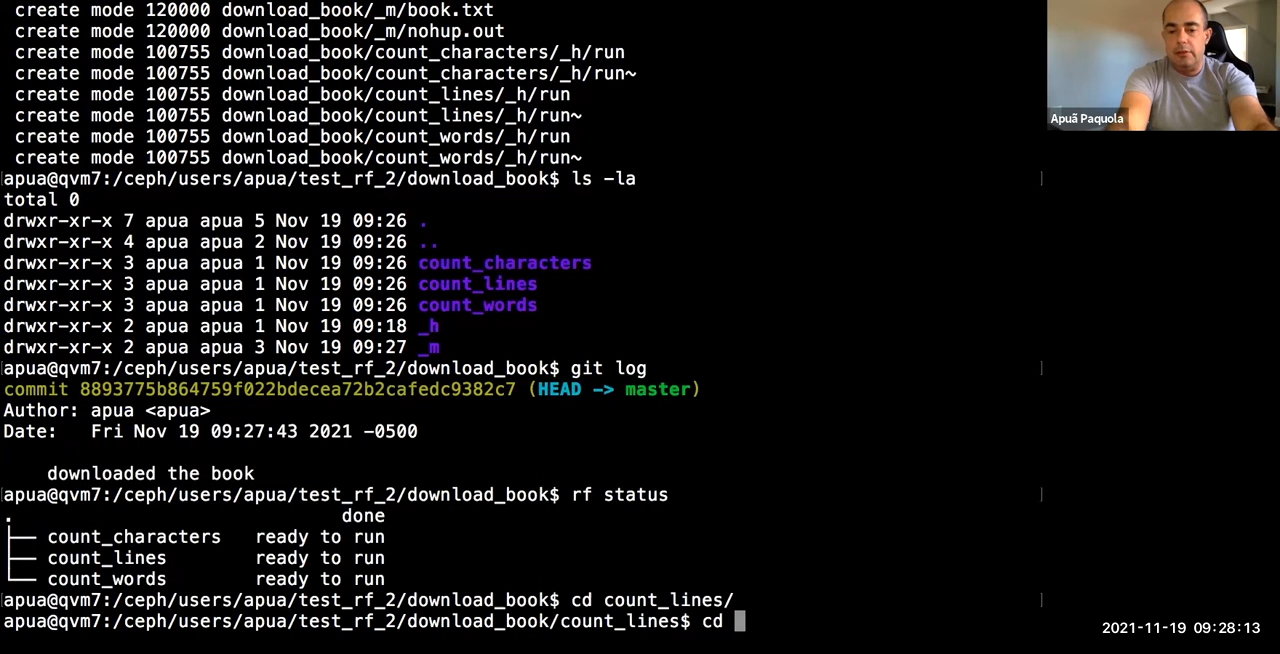 create mode 120000 download_book/_m/book.txt
create mode 120000 download_book/_m/nohup.out
create mode 100755 download_book/count_characters/_h/run
create mode 100755 download_book/count_characters/_h/run~
create mode 100755 download_book/count_lines/_h/run
create mode 100755 download_book/count_lines/_h/run~
create mode 100755 download_book/count_words/_h/run
create mode 100755 download_book/count_words/_h/run~
apua@qvm7:/ceph/users/apua/test_rf_2/download_book$ ls -la
total 0
drwxr-xr-x 7 apua apua 5 Nov 19 09:26 .
drwxr-xr-x 4 apua apua 2 Nov 19 09:26 ..
drwxr-xr-x 3 apua apua 1 Nov 19 09:26 count_characters
drwxr-xr-x 3 apua apua 1 Nov 19 09:26 count_lines
drwxr-xr-x 3 apua apua 1 Nov 19 09:26 count_words
drwxr-xr-x 2 apua apua 1 Nov 19 09:18 _h
drwxr-xr-x 2 apua apua 3 Nov 19 09:27 _m
apua@qvm7:/ceph/users/apua/test_rf_2/download_book$ git log
commit 8893775b864759f022bdecea72b2cafedc9382c7 (HEAD -> master)
Author: apua <apua>
Date:   Fri Nov 19 09:27:43 2021 -0500
downloaded the book
apua@qvm7:/ceph/users/apua/test_rf_2/download_book$ rf status
.                              done
├── count_characters   ready to run
├── count_lines        ready to run
└── count_words        ready to run
apua@qvm7:/ceph/users/apua/test_rf_2/download_book$ cd count_lines/
apua@qvm7:/ceph/users/apua/test_rf_2/download_book/count_lines$ cd
Apuã Paquola
2021-11-19 09:28:13